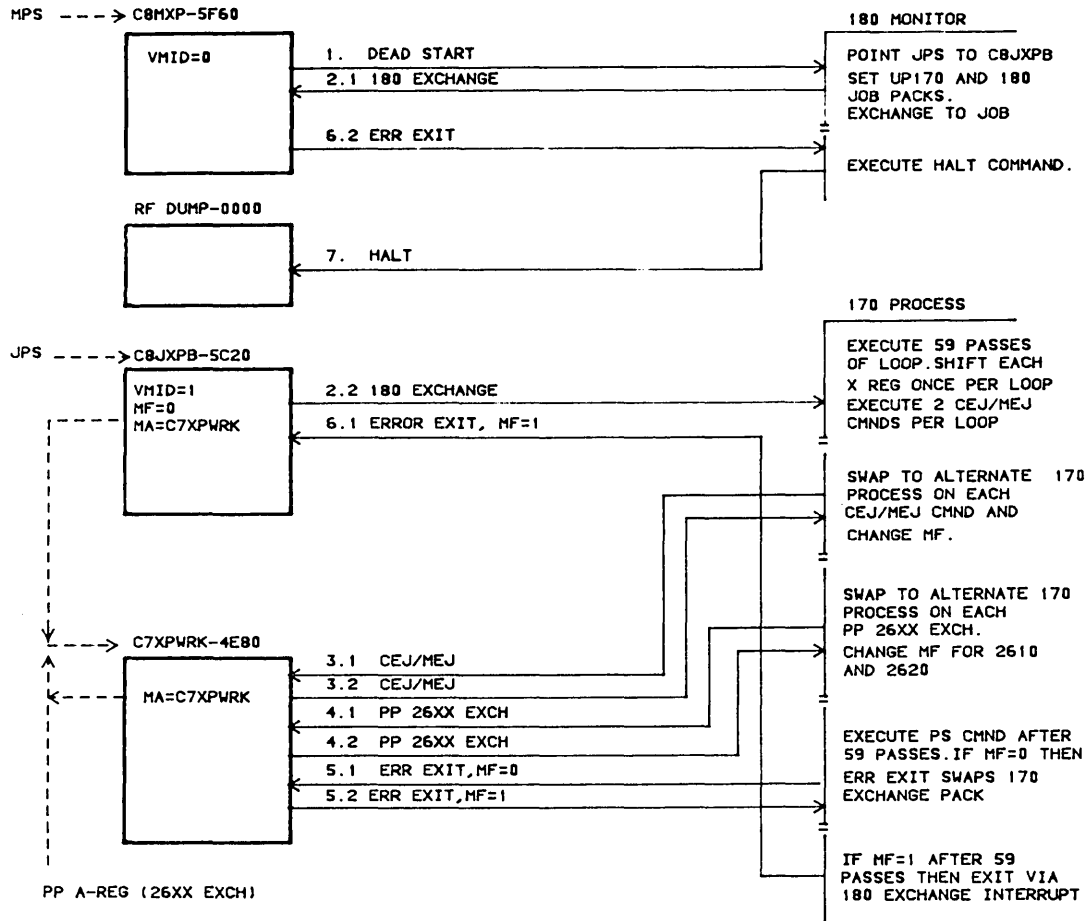 MPS
C8MXP-5F60
VMID=0
1. DEAD START
2.1 180 EXCHANGE
6.2 ERR EXIT
180 MONITOR
POINT JPS TO C8JXPB
SET UP170 AND 180
JOB PACKS.
EXCHANGE TO JOB
EXECUTE HALT COMMAND.
RF DUMP-0000
7. HALT
170 PROCESS
JPS
C8JXPB-5C20
VMID=1
MF=0
MA=C7XPWRK
2.2 180 EXCHANGE
6.1 ERROR EXIT, MF=1
EXECUTE 59 PASSES
OF LOOP.SHIFT EACH
X REG ONCE PER LOOP
EXECUTE 2 CEJ/MEJ
CMNDS PER LOOP
SWAP TO ALTERNATE 170
PROCESS ON EACH
CEJ/MEJ CMND AND
CHANGE MF.
SWAP TO ALTERNATE 170
PROCESS ON EACH
PP 26XX EXCH.
CHANGE MF FOR 2610
AND 2620
C7XPWRK-4E80
MA=C7XPWRK
3.1 CEJ/MEJ
3.2 CEJ/MEJ
4.1 PP 26XX EXCH
4.2 PP 26XX EXCH
5.1 ERR EXIT,MF=0
5.2 ERR EXIT,MF=1
EXECUTE PS CMND AFTER
59 PASSES.IF MF=0 THEN
ERR EXIT SWAPS 170
EXCHANGE PACK
IF MF=1 AFTER 59
PASSES THEN EXIT VIA
180 EXCHANGE INTERRUPT
PP A-REG (26XX EXCH)